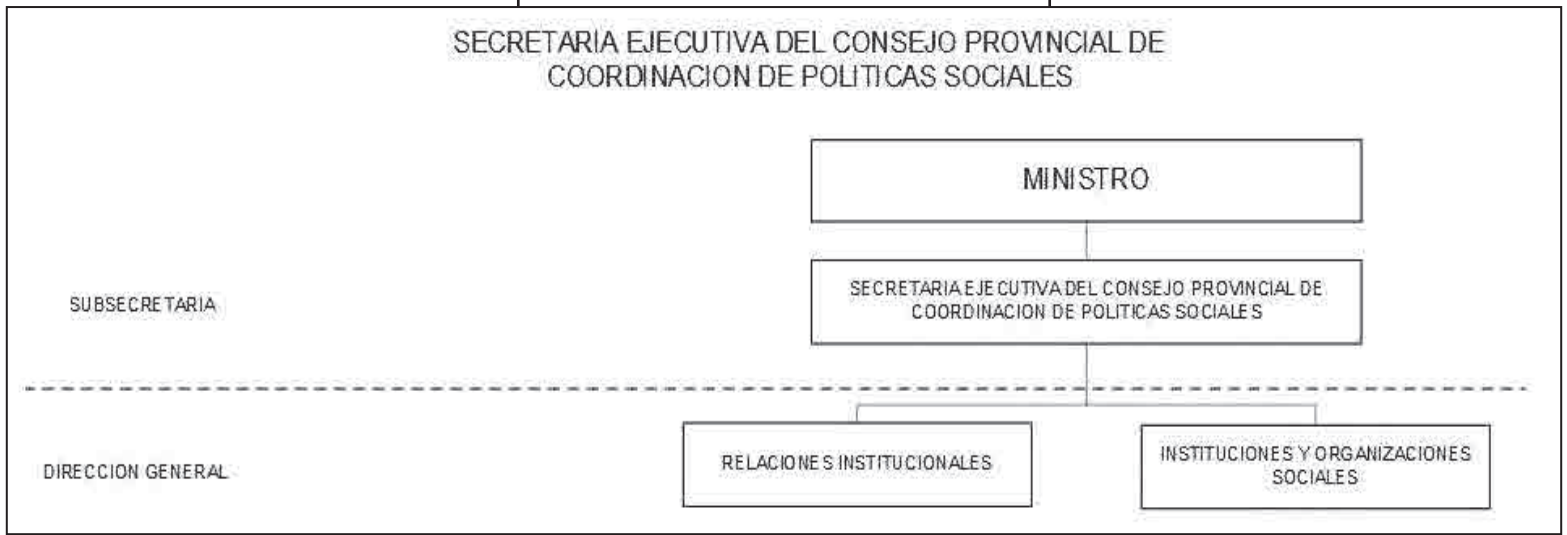 SECRETARIA EJECUTIVA DEL CONSEJO PROVINCIAL DE
COORDINACION DE POLITICAS SOCIALES
MINISTRO
SUBSECRETARIA
SECRETARIA EJECUTIVA DEL CONSEJO PROVINCIAL DE
COORDINACION DE POLITICAS SOCIALES
DIRECCION GENERAL
RELACIONES INSTITUCIONALES
INSTITUCIONES Y ORGANIZACIONES
SOCIALES